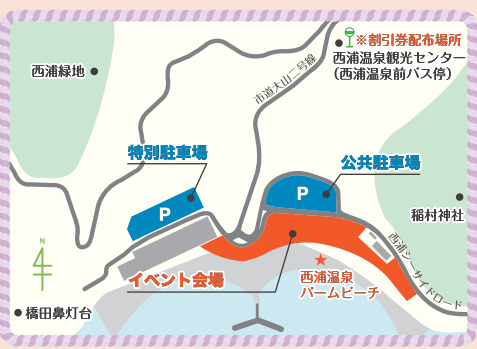 ※割引券配布場所
西浦温泉観光センター
(西浦温泉前バス停)
西浦緑地
市道大山二号線
特別駐車場
公共駐車場
P
P
稲村神社
西浦シーサイドロード
N
イベント会場
西浦温泉
パームビーチ
橋田鼻灯台